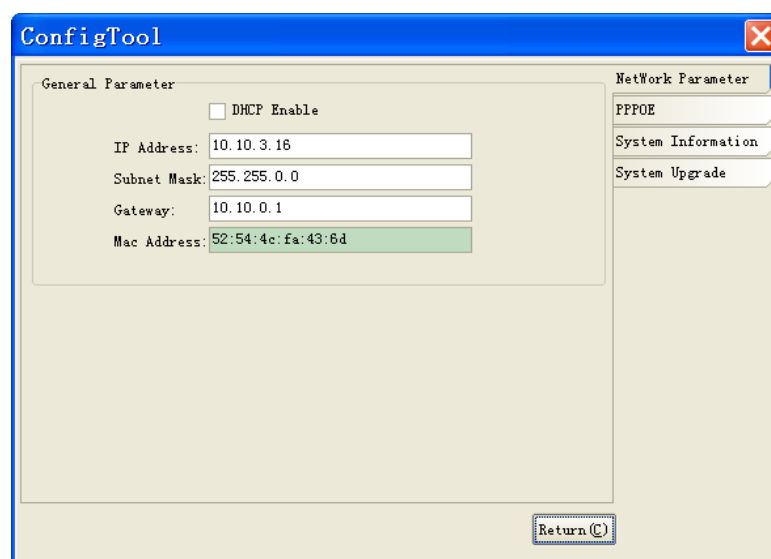 ConfigTool
General Parameter
DHCP Enable
IP Address: 10.10.3.16
Subnet Mask: 255.255.0.0
Gateway: 10.10.0.1
Mac Address: 52:54:4c:fa:43:6d
NetWork Parameter
PPPOE
System Information
System Upgrade
Return(C)